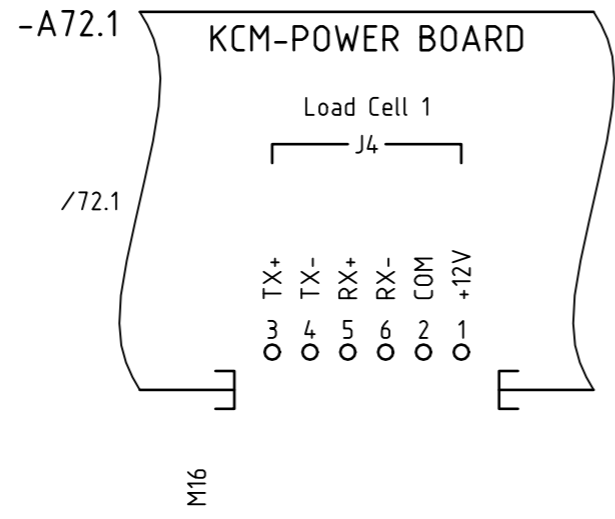 -A72.1
KCM-POWER BOARD
Load Cell 1
J4
/72.1
TX+ TX- RX+ RX- COM +12V
3 4 5 6 2 1
M16